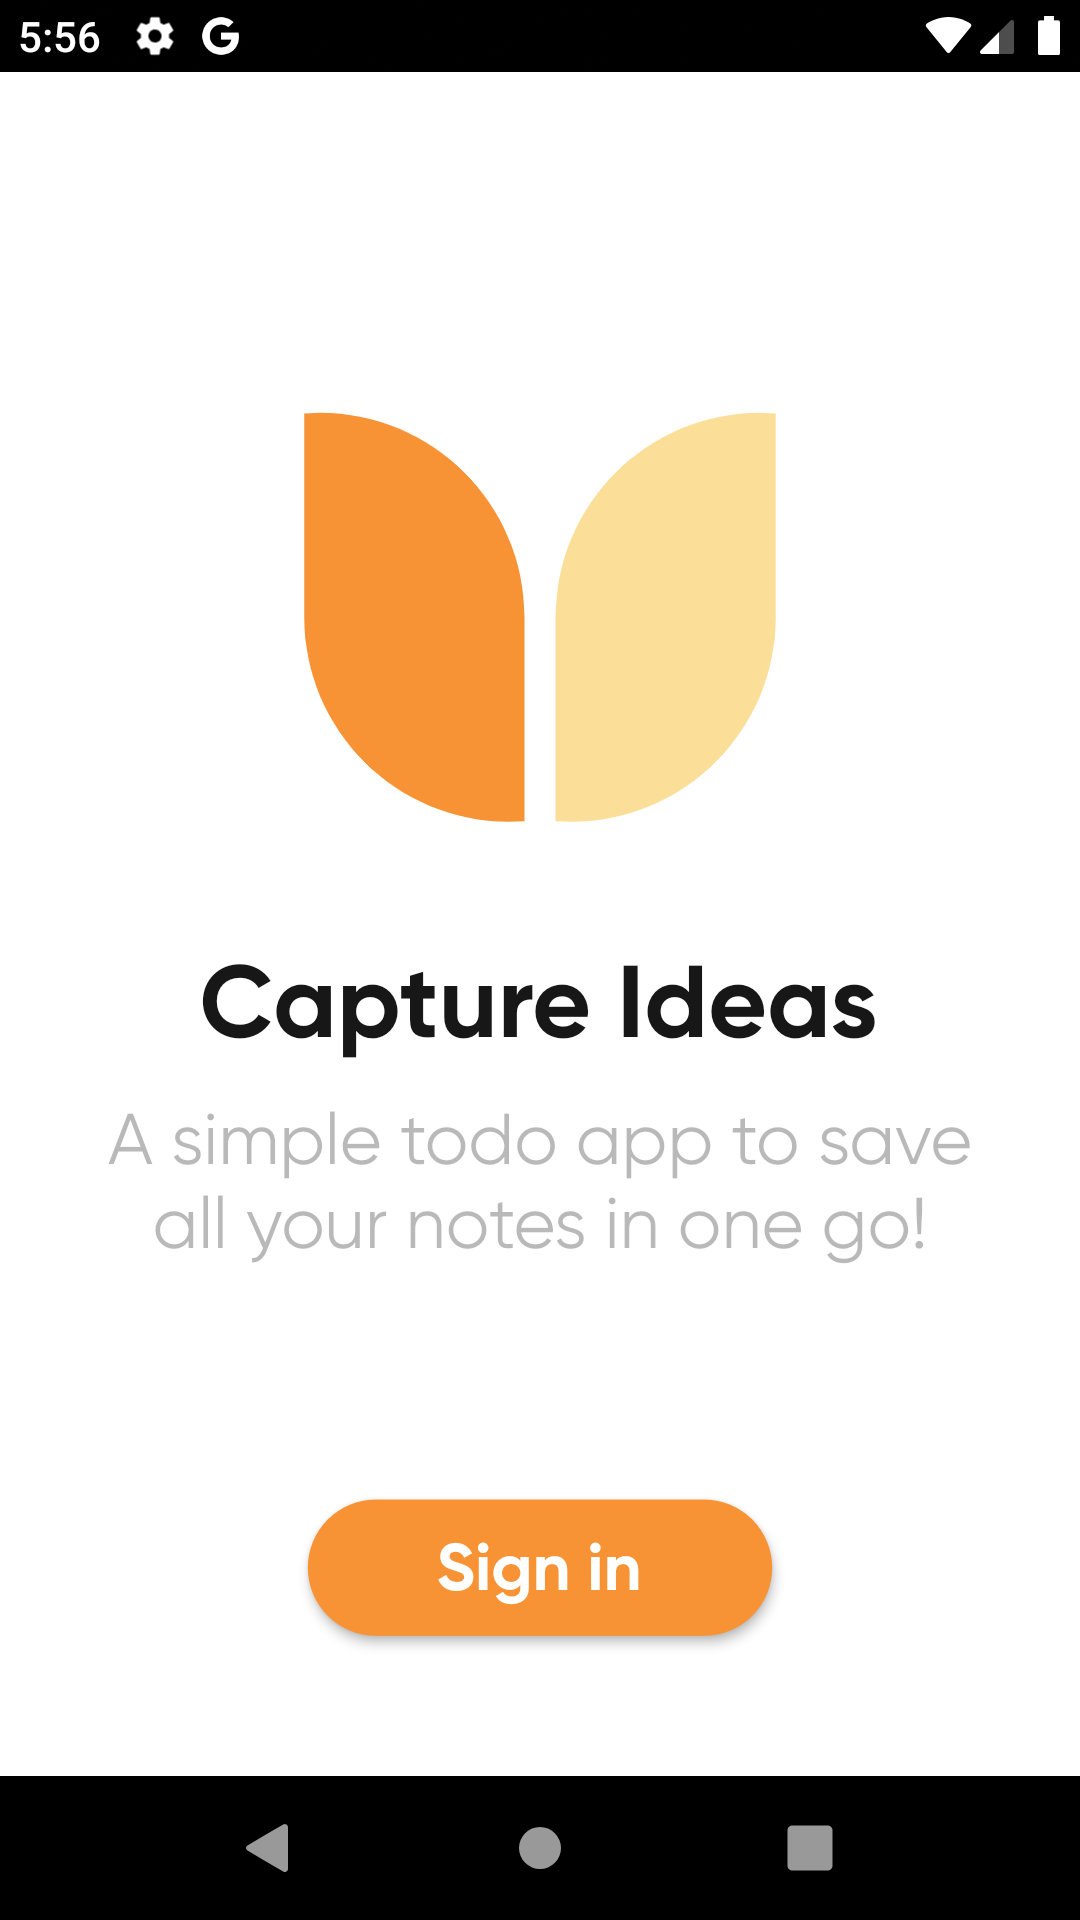 5:56
Capture Ideas
A simple todo app to save
all your notes in one go!
Sign in